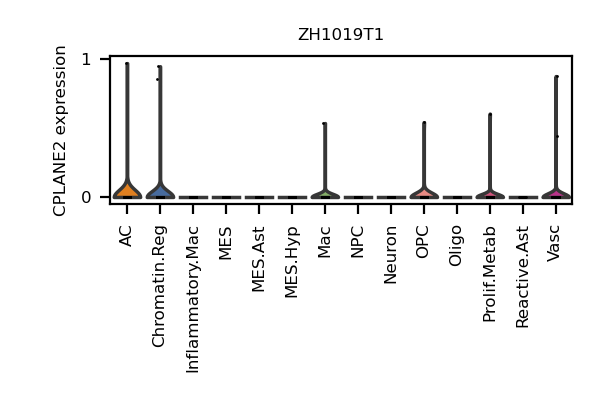 ZH1019T1
CPLANE2 expression
1
0
AC
Chromatin.Reg
Inflammatory.Mac
MES
MES.Ast
MES.Hyp
Mac
NPC
Neuron
OPC
Oligo
Prolif.Metab
Reactive.Ast
Vasc